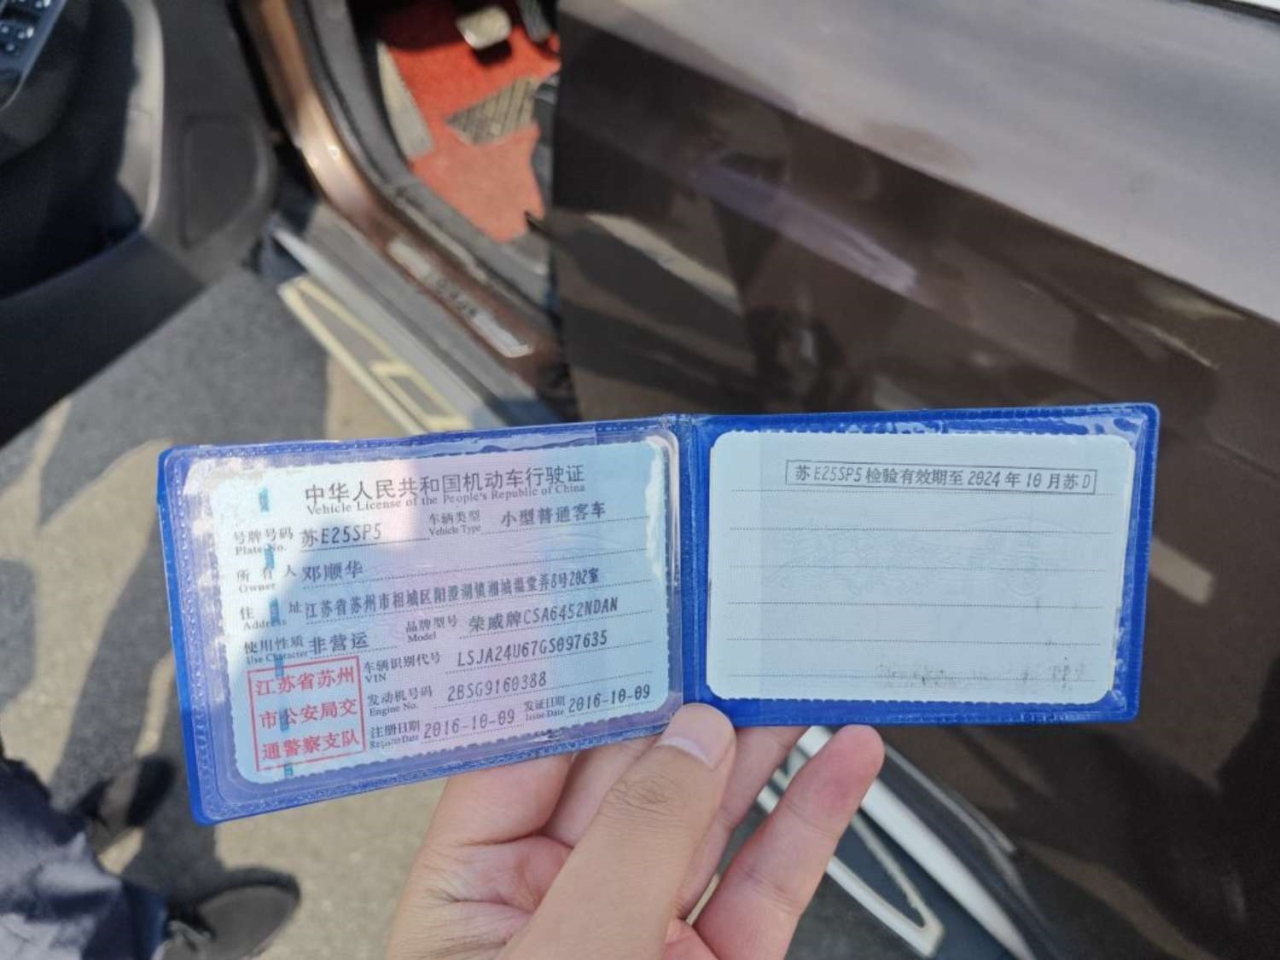 中华人民共和国机动车行驶证
Vehicle License of the People's Republic of China
号牌号码 苏E25SP5 车辆类型 小型普通客车
Plate No. Vehicle Type
所有人 邓顺华
Owner
住址 江苏省苏州市相城区阳澄湖镇湘城温堂弄8号202室
Address
使用性质 非营运 品牌型号 荣威牌CSA6452NDAN
Use Character Model
车辆识别代号 LSJA24U67GS097635
VIN
发动机号码 2BSG9160388
Engine No.
注册日期 2016-10-09 发证日期 2016-10-09
Register Date Issue Date
江苏省苏州
市公安局交
通警察支队
苏E25SP5检验有效期至2024年10月苏D